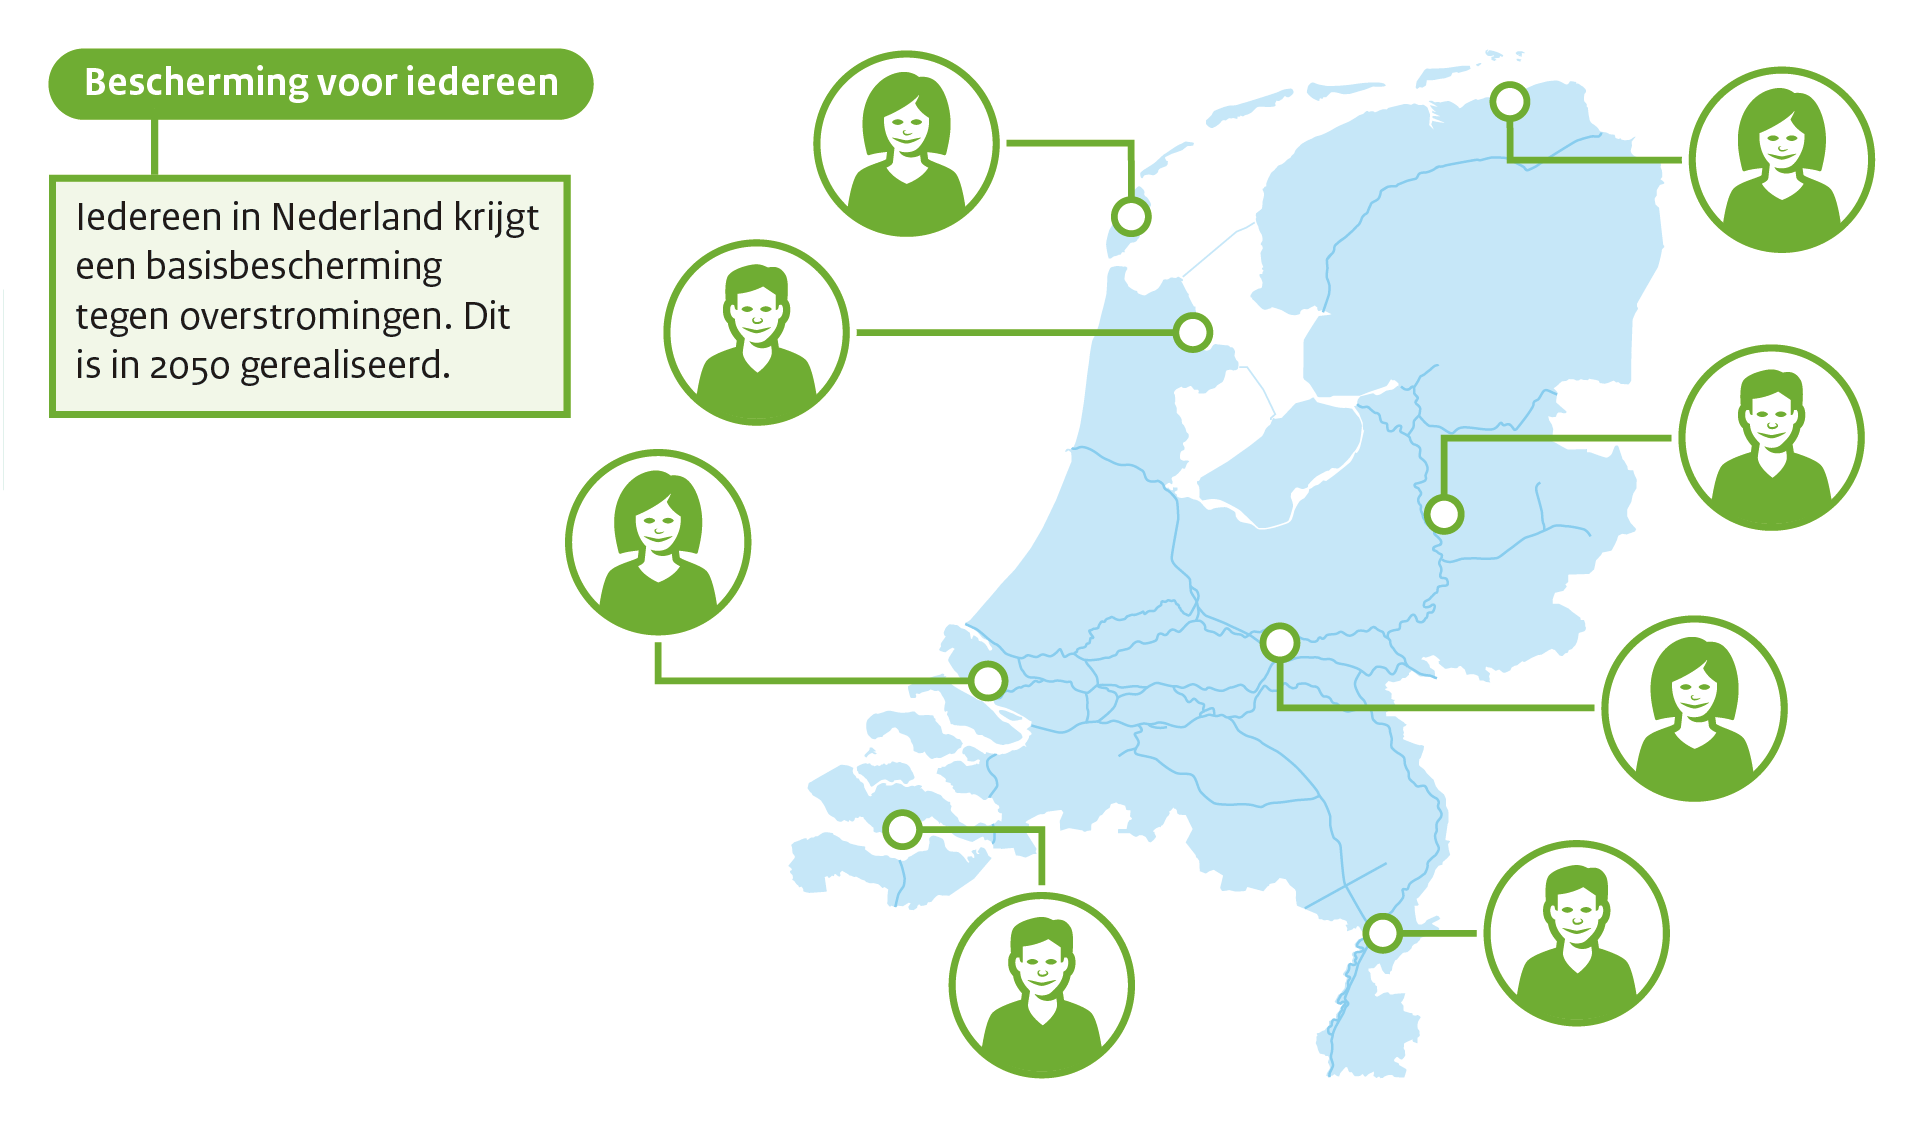 Bescherming voor iedereen
Iedereen in Nederland krijgt
een basisbescherming
tegen overstromingen. Dit
is in 2050 gerealiseerd.